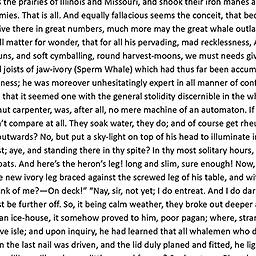 s the prairies of Illinois and Missouri, and shook their iron manes a
mies. That is all. And equally fallacious seems the conceit, that bec
ive there in great numbers, much more may the great whale outla
ll matter for wonder, that for all his pervading, mad recklessness, A
uns, and soft cymballing, round harvest-moons, we must needs giv
l joists of jaw-ivory (Sperm Whale) which had thus far been accum
ness; he was moreover unhesitatingly expert in all manner of conf
that it seemed one with the general stolidity discernible in the wh
nut carpenter, was, after all, no mere machine of an automaton. If
't compare at all. They soak water, they do; and of course get rheu
outwards? No, but put a sky-light on top of his head to illuminate i
st; aye, and standing there in thy spite? In thy most solitary hours,
oats. And here's the heron's leg! long and slim, sure enough! Now,
e new ivory leg braced against the screwed leg of his table, and wit
nk of me?—On deck!" "Nay, sir, not yet; I do entreat. And I do dar
st be further off. So, it being calm weather, they broke out deeper a
an ice-house, it somehow proved to him, poor pagan; where, stran
ve isle; and upon inquiry, he had learned that all whalemen who d
n the last nail was driven, and the lid duly planed and fitted, he lig